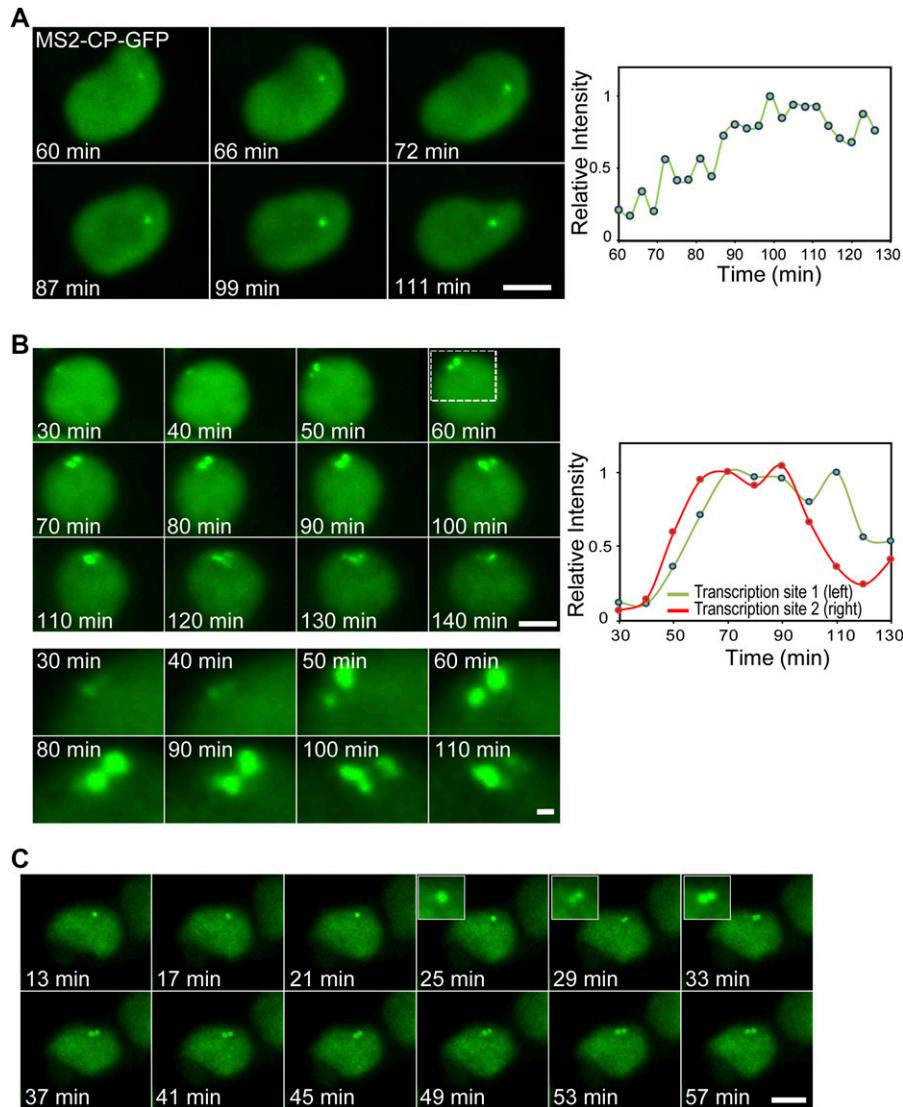 A
MS2-CP-GFP
60 min
66 min
72 min
87 min
99 min
111 min
Relative Intensity
1
0.5
0
60 70 80 90 100 110 120 130
Time (min)
B
30 min
40 min
50 min
60 min
70 min
80 min
90 min
100 min
110 min
120 min
130 min
140 min
Relative Intensity
1
0.5
0
Transcription site 1 (left)
Transcription site 2 (right)
30 50 70 90 110 130
Time (min)
30 min
40 min
50 min
60 min
80 min
90 min
100 min
110 min
C
13 min
17 min
21 min
25 min
29 min
33 min
37 min
41 min
45 min
49 min
53 min
57 min